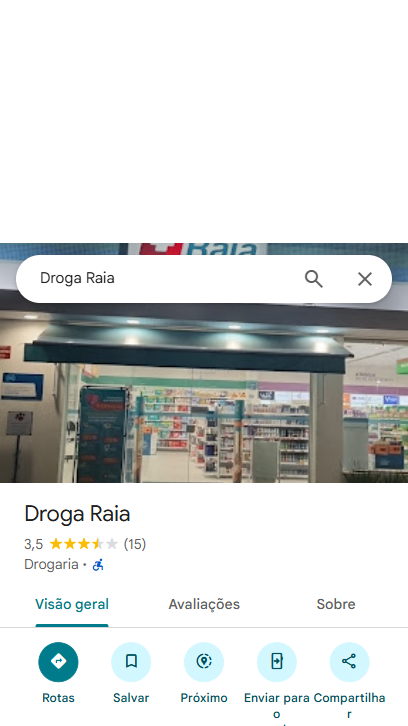 Raia
Droga Raia
Droga Raia
3,5 (15)
Drogaria ·
Visão geral Avaliações Sobre
Rotas Salvar Próximo Enviar para o Compartilhar